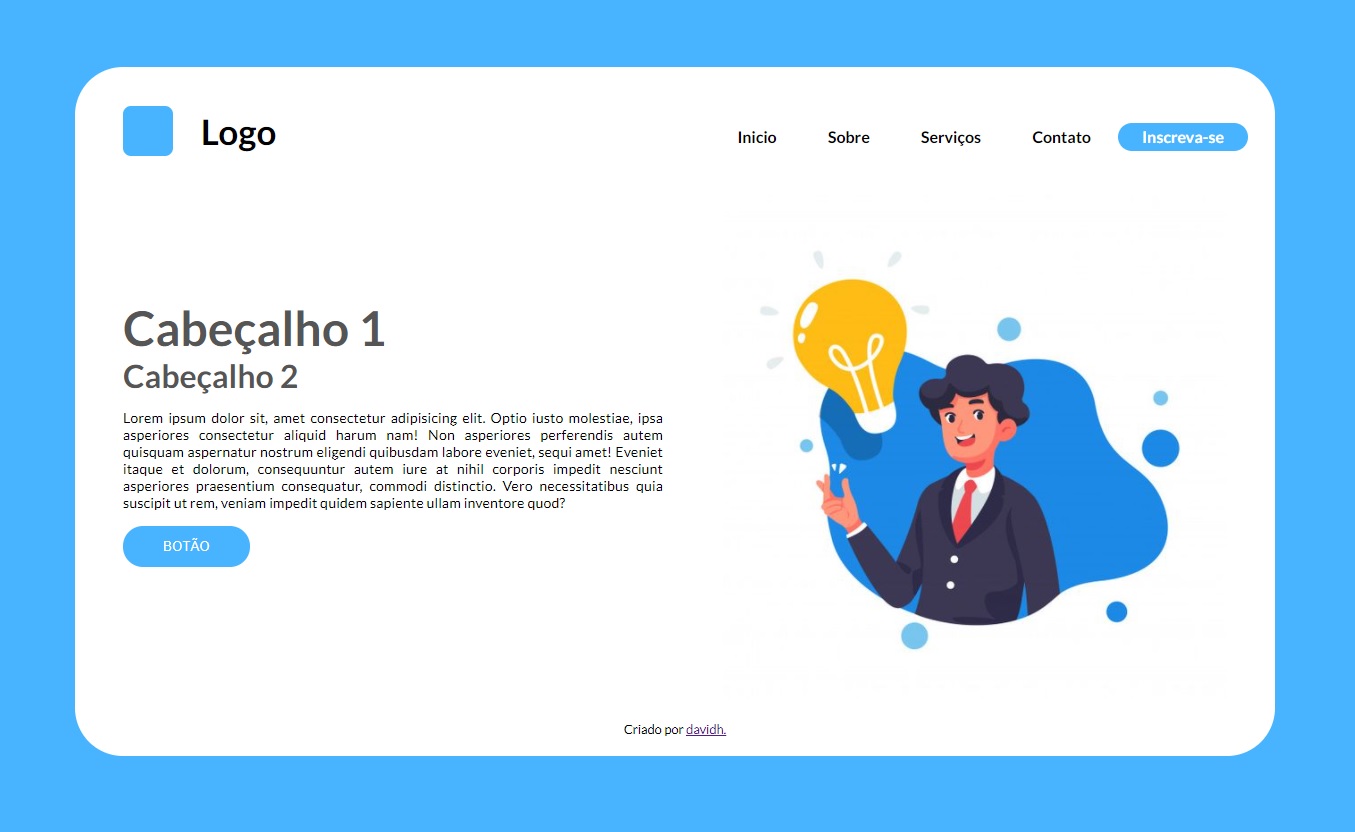 Logo
Inicio Sobre Serviços Contato Inscreva-se
Cabeçalho 1
Cabeçalho 2
Lorem ipsum dolor sit, amet consectetur adipisicing elit. Optio iusto molestiae, ipsa
asperiores consectetur aliquid harum nam! Non asperiores perferendis autem
quisquam aspernatur nostrum eligendi quibusdam labore eveniet, sequi amet! Eveniet
itaque et dolorum, consequuntur autem iure at nihil corporis impedit nesciunt
asperiores praesentium consequatur, commodi distinctio. Vero necessitatibus quia
suscipit ut rem, veniam impedit quidem sapiente ullam inventore quod?
BOTÃO
Criado por davidh.